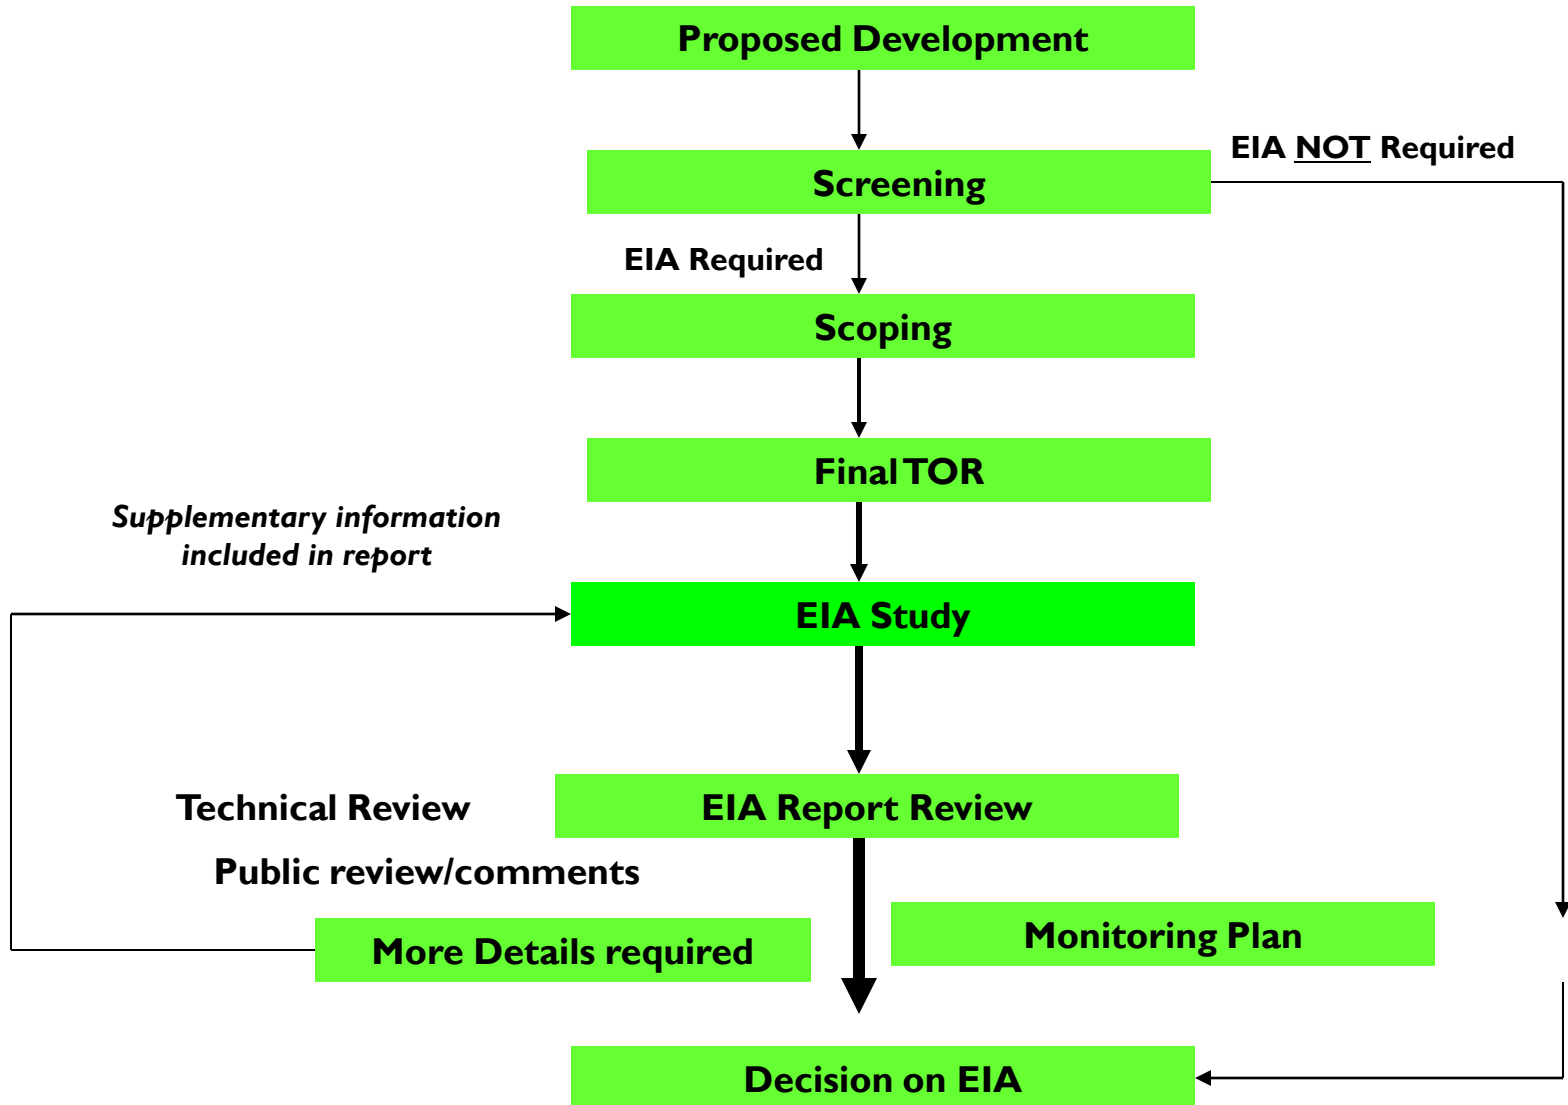 Proposed Development
EIA NOT Required
Screening
EIA Required
Scoping
Final TOR
Supplementary information
included in report
EIA Study
Technical Review
EIA Report Review
Public review/comments
Monitoring Plan
More Details required
Decision on EIA